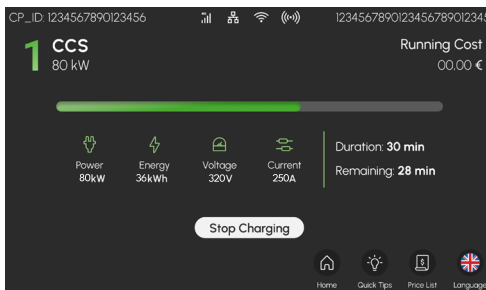 CP_ID: 1234567890123456
1234567890123456789012345
1
CCS
80 kW
Running Cost
00,00 €
Power
80kW
Energy
36kWh
Voltage
320V
Current
250A
Duration: 30 min
Remaining: 28 min
Stop Charging
Home
Quick Tips
Price List
Language